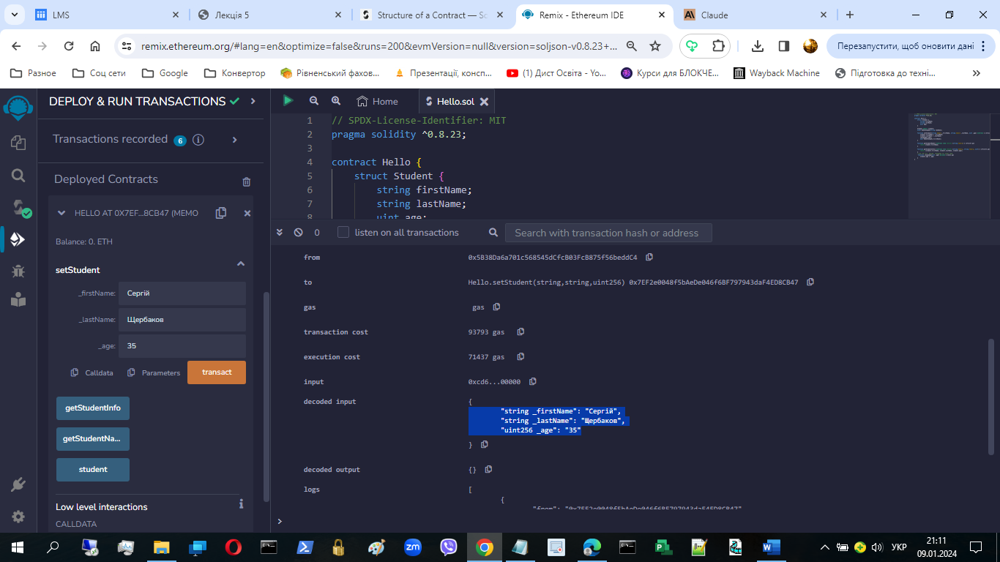 LMS
Лекція 5
Structure of a Contract — So
Remix - Ethereum IDE
Claude
remix.ethereum.org/#lang=en&optimize=false&runs=200&evmVersion=null&version=soljson-v0.8.23+...
Перезапустити, щоб оновити дані
Разное
Соц сети
Google
Конвертор
Рівненський фахов...
Презентації, консп...
(1) Дист Освіта - Yo...
Курси для БЛОКЧЕ...
Wayback Machine
Підготовка до техні...
DEPLOY & RUN TRANSACTIONS
Transactions recorded 6
Deployed Contracts
HELLO AT 0X7EF...8CB47 (MEMO
Balance: 0. ETH
setStudent
_firstName: Сергій
_lastName: Щербаков
_age: 35
Calldata
Parameters
transact
getStudentInfo
getStudentNa...
student
Low level interactions
CALLDATA
Home
Hello.sol
1 // SPDX-License-Identifier: MIT
2 pragma solidity ^0.8.23;
3
4 contract Hello {
5 struct Student {
6 string firstName;
7 string lastName;
8 uint age;
0
listen on all transactions
Search with transaction hash or address
from 0x5B38Da6a701c568545dCfcB03FcB875f56beddC4
to Hello.setStudent(string,string,uint256) 0x7EF2e0048f5bAeDe046f6BF797943daF4ED8CB47
gas gas
transaction cost 93793 gas
execution cost 71437 gas
input 0xcd6...00000
decoded input {
"string _firstName": "Сергій",
"string _lastName": "Щербаков",
"uint256 _age": "35"
}
decoded output {}
logs [
{
"from": "0x7EF2e0048f5bAeDe046f6BF797943daF4ED8CB47"
>
zm
УКР
21:11
09.01.2024